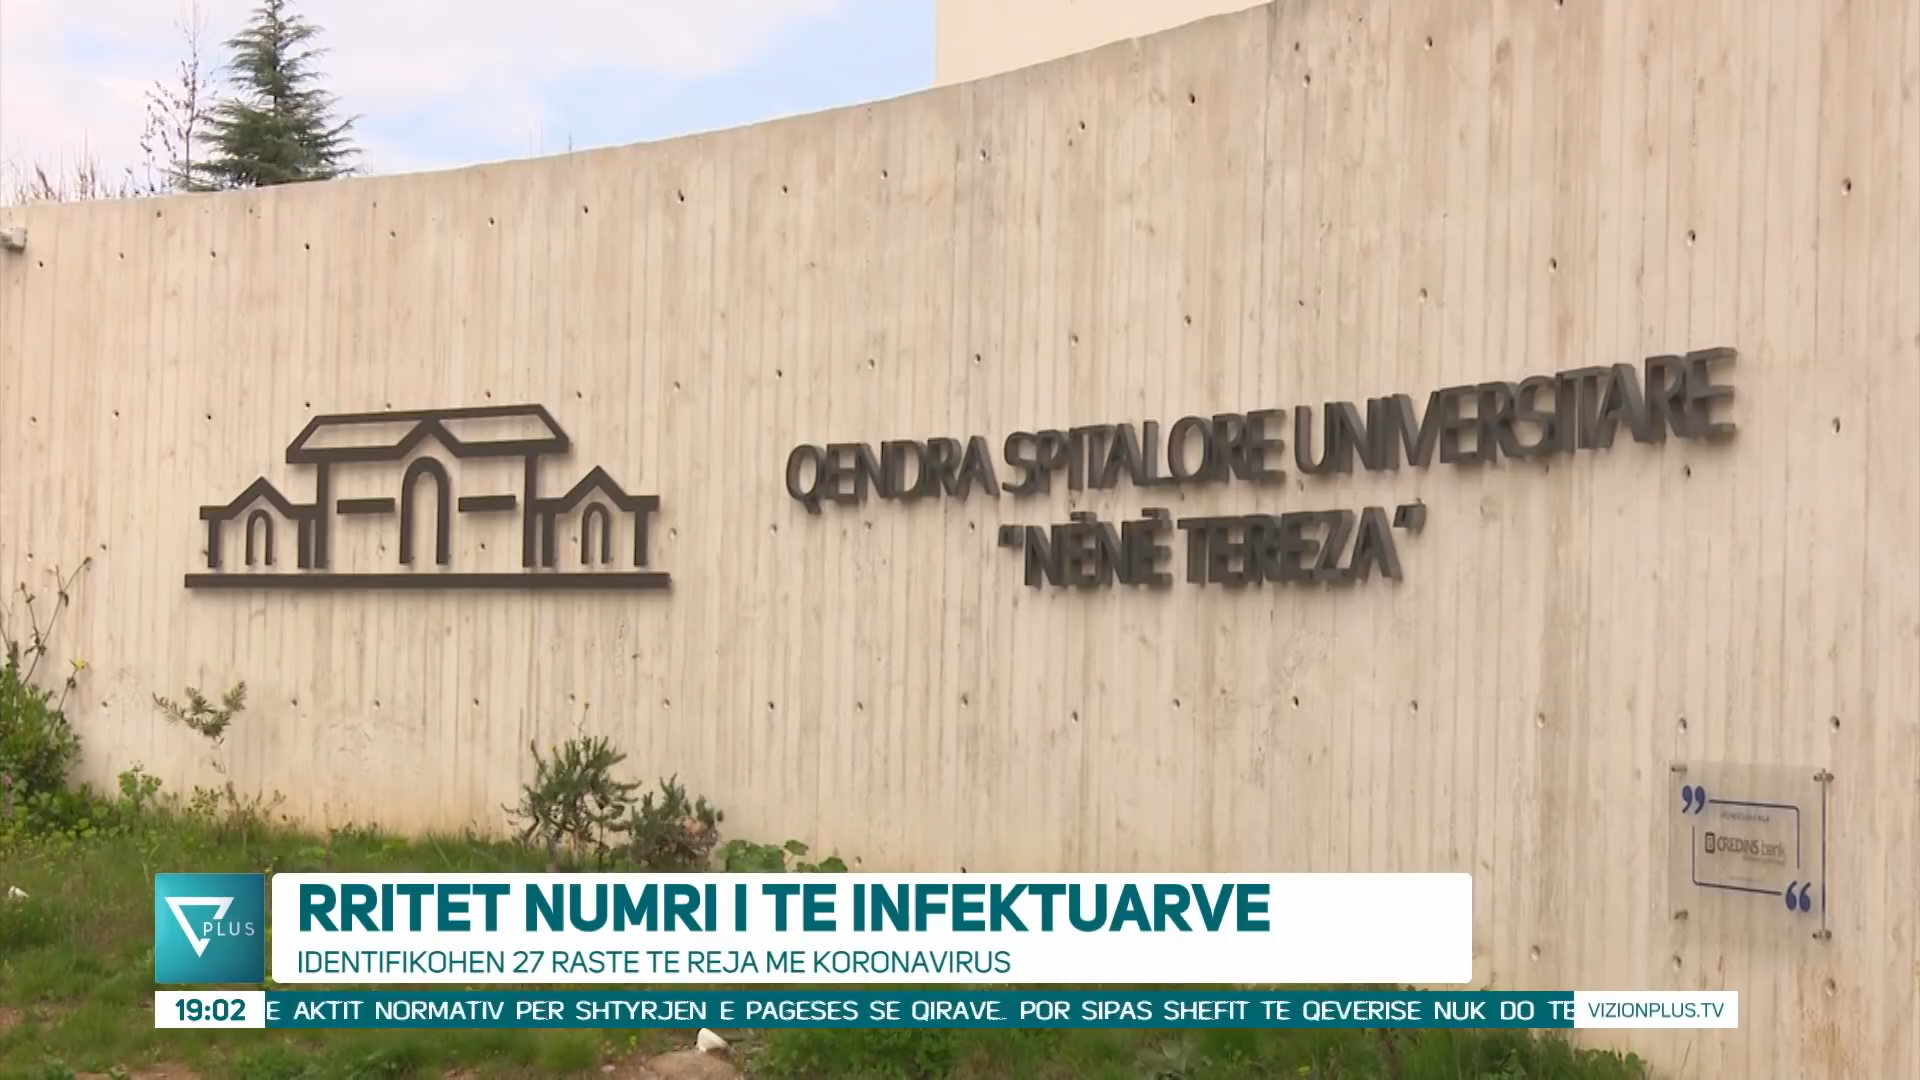 QENDRA SPITALORE UNIVERSITARE
"NËNË TEREZA"
CREDINS bank
PLUS
RRITET NUMRI I TE INFEKTUARVE
IDENTIFIKOHEN 27 RASTE TE REJA ME KORONAVIRUS
19:02
E AKTIT NORMATIV PER SHTYRJEN E PAGESES SE QIRAVE. POR SIPAS SHEFIT TE QEVERISE NUK DO TE
VIZIONPLUS.TV